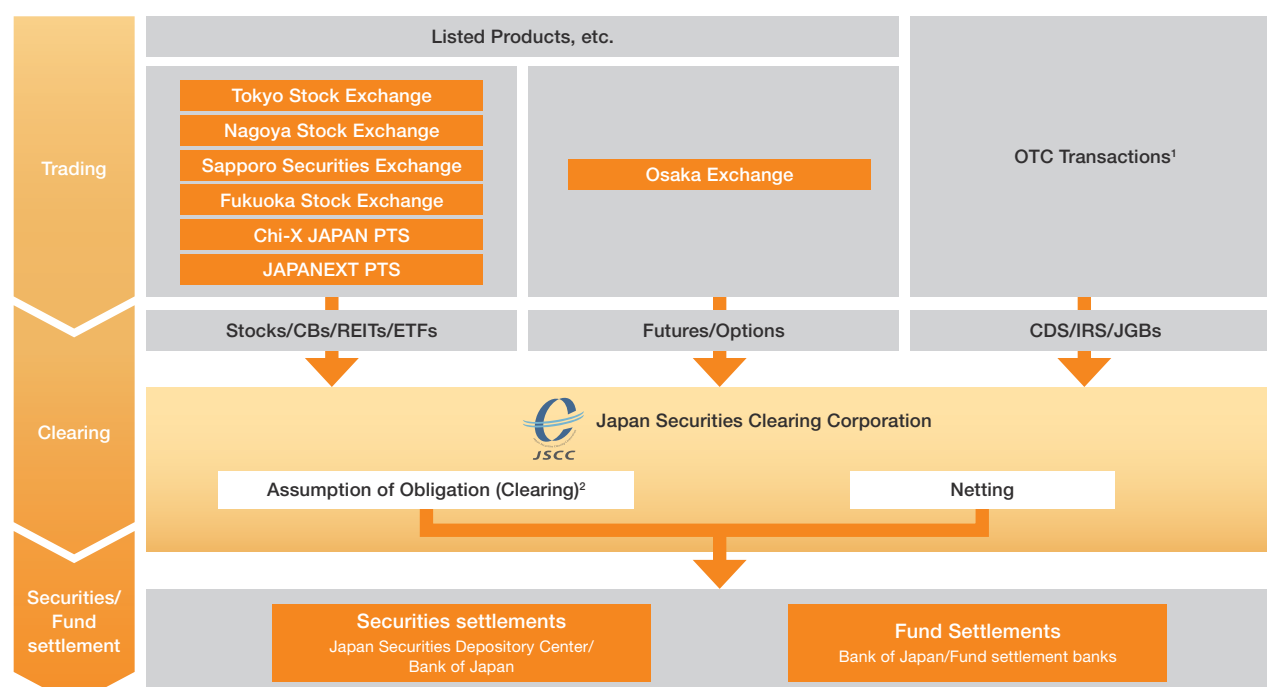 Trading
Listed Products, etc.
Tokyo Stock Exchange
Nagoya Stock Exchange
Sapporo Securities Exchange
Fukuoka Stock Exchange
Chi-X JAPAN PTS
JAPANEXT PTS
Osaka Exchange
OTC Transactions¹
Stocks/CBs/REITs/ETFs
Futures/Options
CDS/IRS/JGBs
Clearing
JSCC
Japan Securities Clearing Corporation
Assumption of Obligation (Clearing)²
Netting
Securities/
Fund
settlement
Securities settlements
Japan Securities Depository Center/
Bank of Japan
Fund Settlements
Bank of Japan/Fund settlement banks